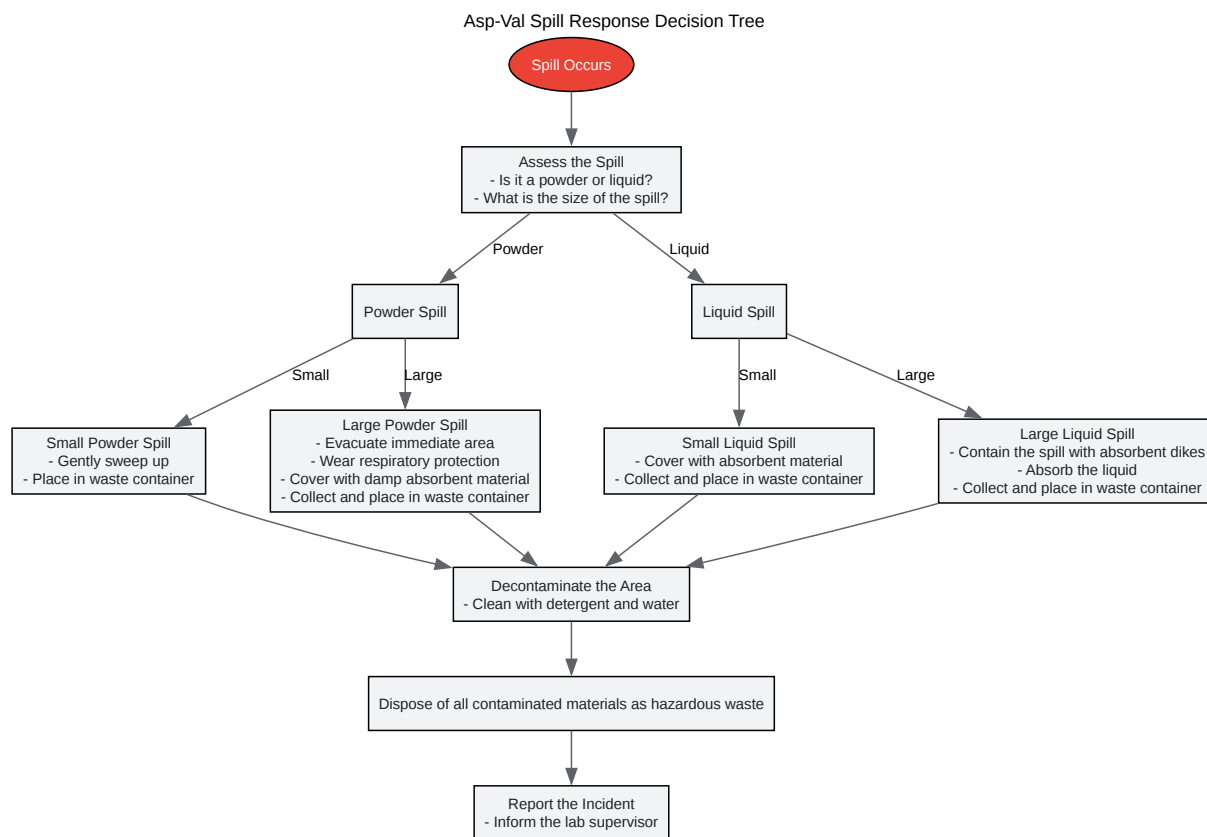 Asp-Val Spill Response Decision Tree
Spill Occurs
Assess the Spill
- Is it a powder or liquid?
- What is the size of the spill?
Powder
Liquid
Powder Spill
Liquid Spill
Small
Large
Small
Large
Small Powder Spill
- Gently sweep up
- Place in waste container
Large Powder Spill
- Evacuate immediate area
- Wear respiratory protection
- Cover with damp absorbent material
- Collect and place in waste container
Small Liquid Spill
- Cover with absorbent material
- Collect and place in waste container
Large Liquid Spill
- Contain the spill with absorbent dikes
- Absorb the liquid
- Collect and place in waste container
Decontaminate the Area
- Clean with detergent and water
Dispose of all contaminated materials as hazardous waste
Report the Incident
- Inform the lab supervisor